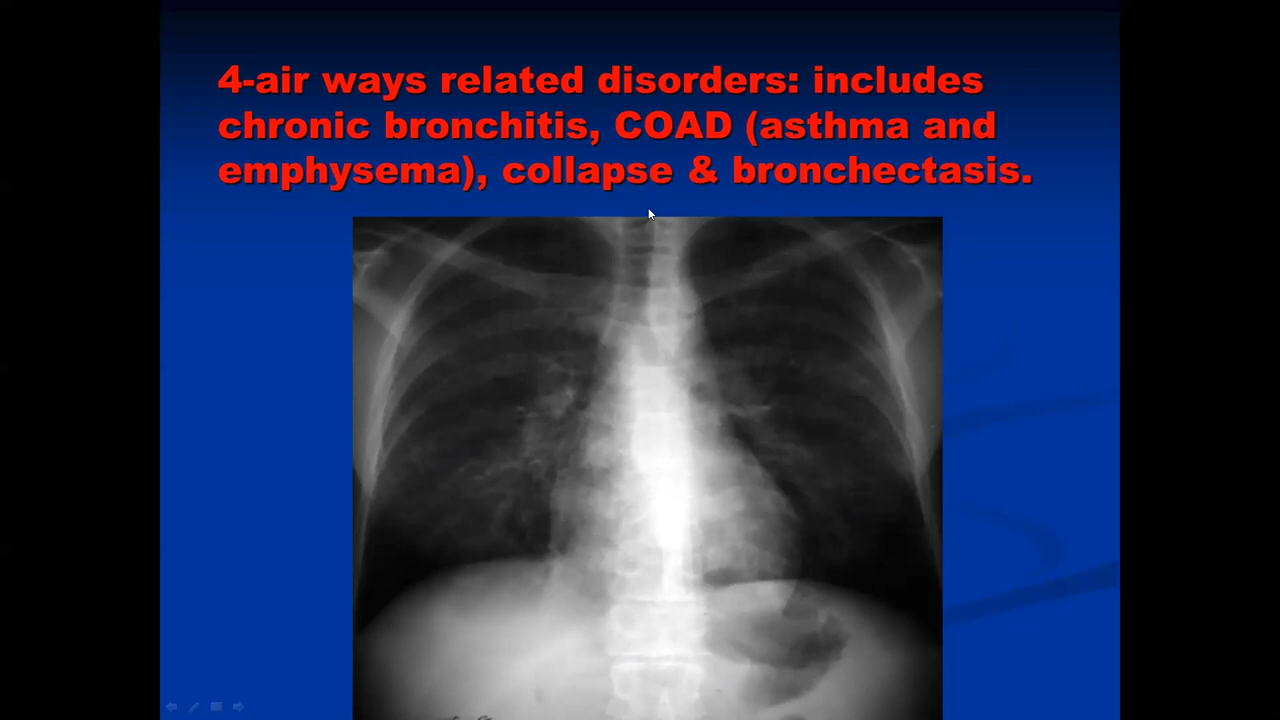 4-air ways related disorders: includes
chronic bronchitis, COAD (asthma and
emphysema), collapse & bronchectasis.